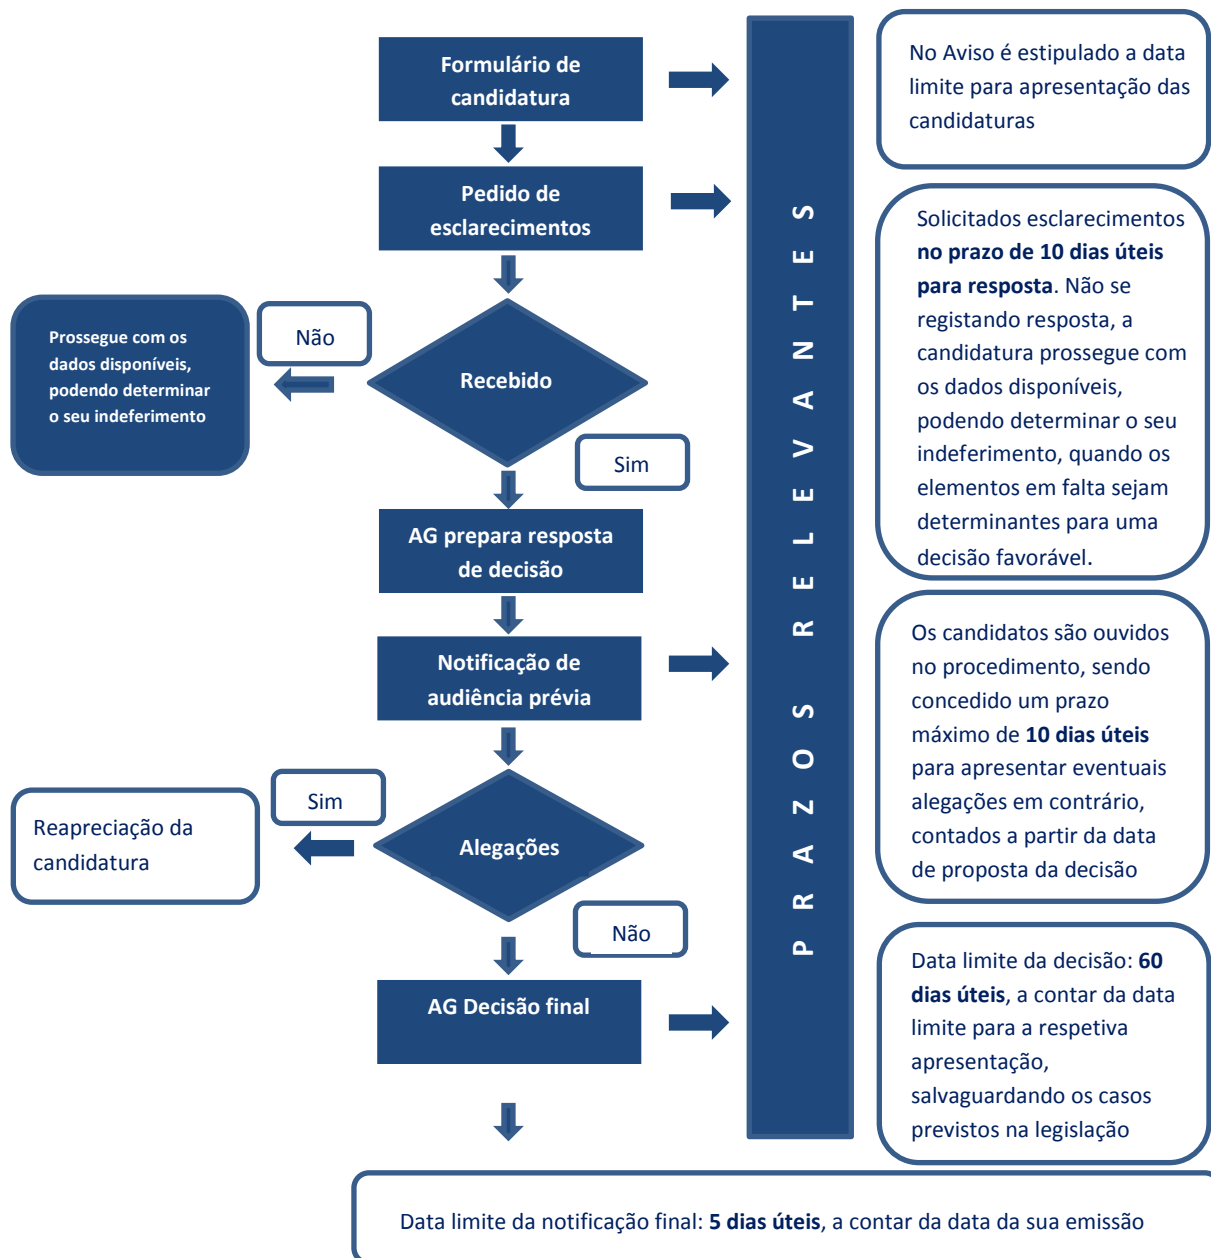 Formulário de
candidatura
No Aviso é estipulado a data
limite para apresentação das
candidaturas
Pedido de
esclarecimentos
Solicitados esclarecimentos
no prazo de 10 dias úteis
para resposta. Não se
registando resposta, a
candidatura prossegue com
os dados disponíveis,
podendo determinar o seu
indeferimento, quando os
elementos em falta sejam
determinantes para uma
decisão favorável.
Não
Prossegue com os
dados disponíveis,
podendo determinar
o seu indeferimento
Recebido
Sim
PRAZOS RELEVANTES
AG prepara resposta
de decisão
Notificação de
audiência prévia
Os candidatos são ouvidos
no procedimento, sendo
concedido um prazo
máximo de 10 dias úteis
para apresentar eventuais
alegações em contrário,
contados a partir da data
de proposta da decisão
Sim
Reapreciação da
candidatura
Alegações
Não
AG Decisão final
Data limite da decisão: 60
dias úteis, a contar da data
limite para a respetiva
apresentação,
salvaguardando os casos
previstos na legislação
Data limite da notificação final: 5 dias úteis, a contar da data da sua emissão